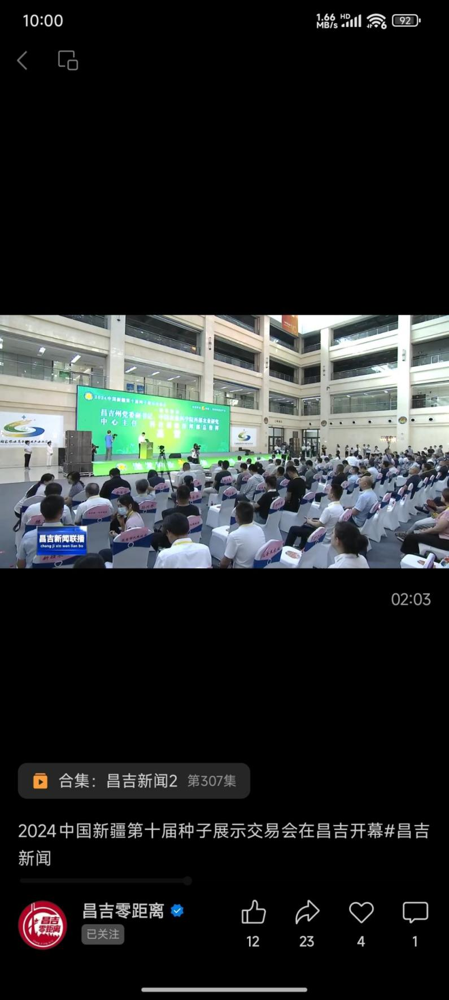 10:00
1.66
MB/s
HD
6
92
2024中国新疆第十届种子展示交易会
昌吉州党委副书记、中国农业科学院西部农业研究
中心主任
昌吉新闻联播
chang ji xin wen lian bo
02:03
合集：昌吉新闻2 第307集
2024中国新疆第十届种子展示交易会在昌吉开幕#昌吉
新闻
昌吉
零距离
昌吉零距离
已关注
12
23
4
1